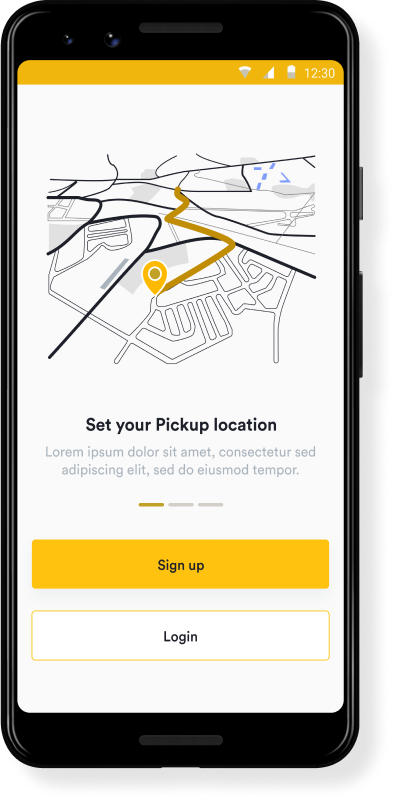 12:30
Set your Pickup location
Lorem ipsum dolor sit amet, consectetur sed
adipiscing elit, sed do eiusmod tempor.
Sign up
Login